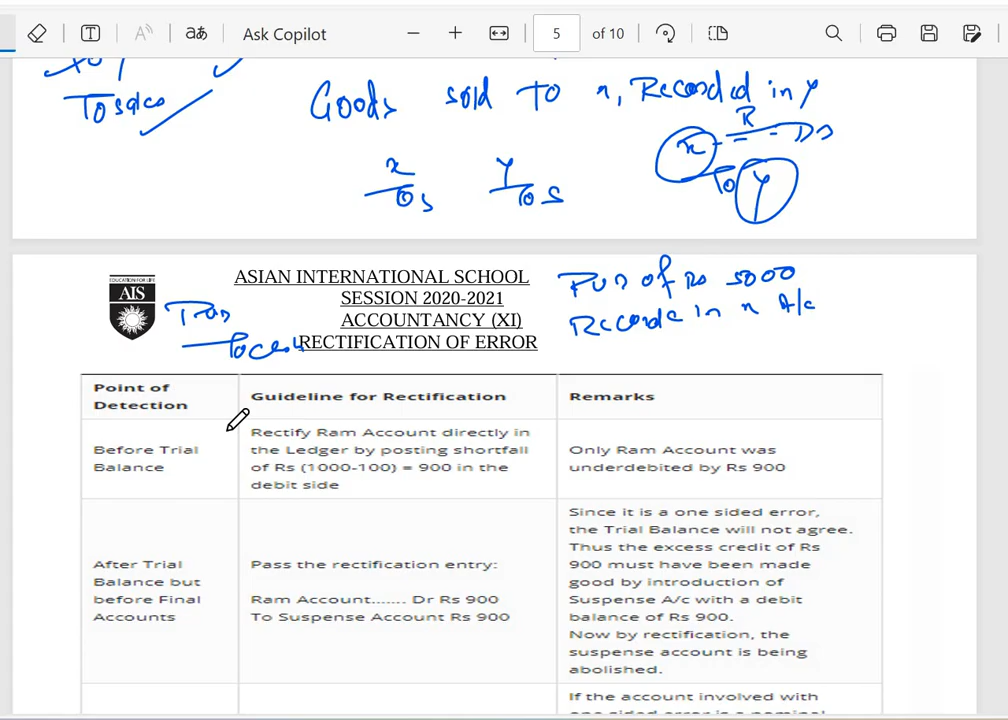 Ask Copilot
5 of 10
To sales
Goods sold to x, Recorded in y
R
x - = - Dr
To y
x
To s
y
To S
ASIAN INTERNATIONAL SCHOOL
SESSION 2020-2021
ACCOUNTANCY (XI)
RECTIFICATION OF ERROR
EDUCATION FOR LIFE
AIS
Pur of Rs 5000
Recorde in x A/c
Point of Detection
Guideline for Rectification
Remarks
Before Trial
Balance
Rectify Ram Account directly in
the Ledger by posting shortfall
of Rs (1000-100) = 900 in the
debit side
Only Ram Account was
underdebited by Rs 900
After Trial
Balance but
before Final
Accounts
Pass the rectification entry:
Ram Account....... Dr Rs 900
To Suspense Account Rs 900
Since it is a one sided error,
the Trial Balance will not agree.
Thus the excess credit of Rs
900 must have been made
good by introduction of
Suspense A/c with a debit
balance of Rs 900.
Now by rectification, the
suspense account is being
abolished.
If the account involved with